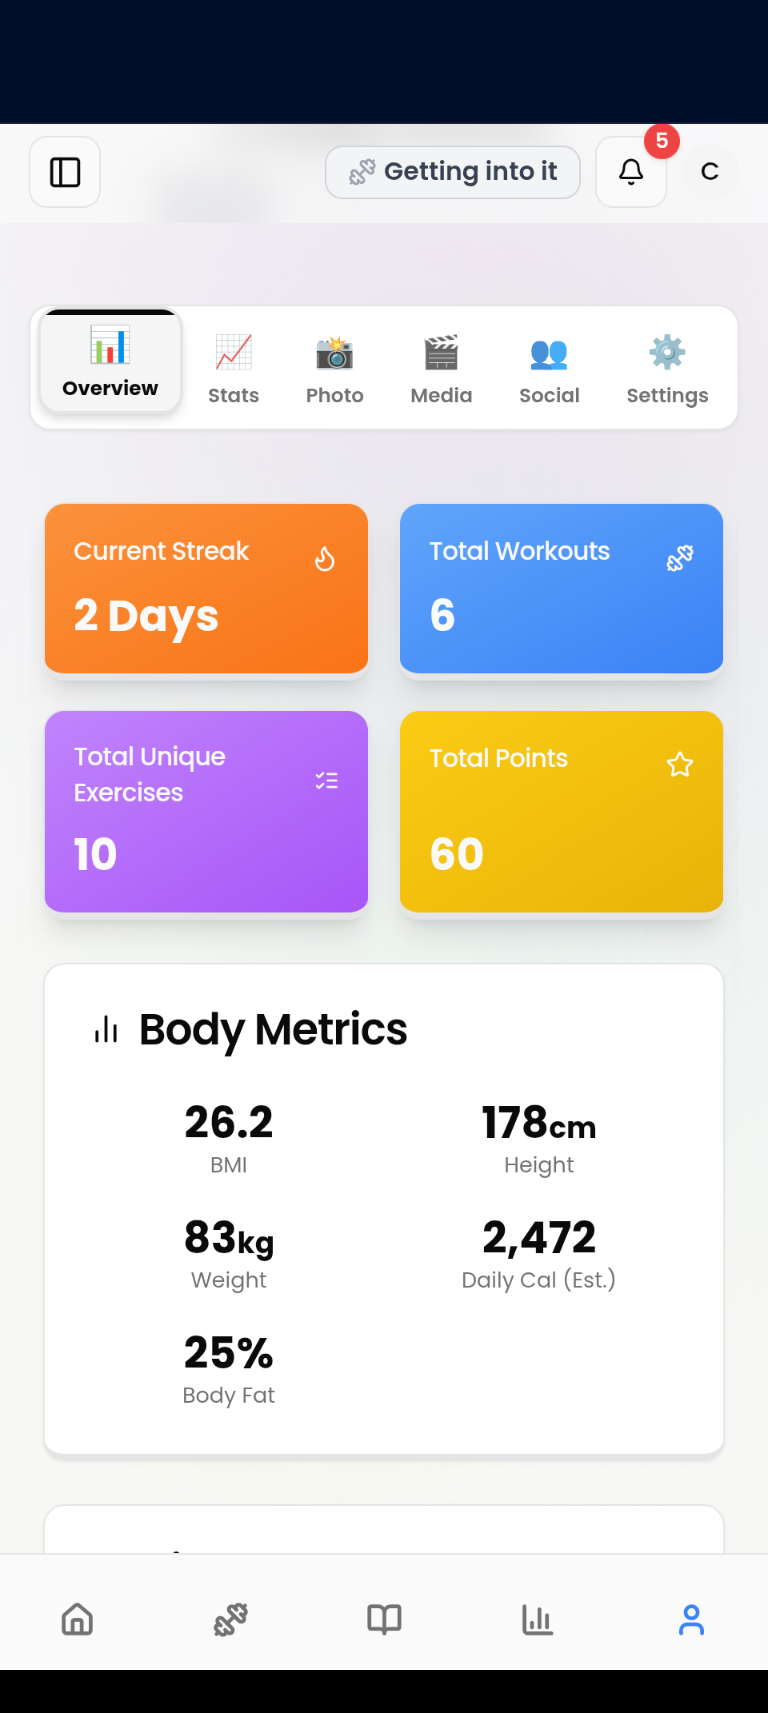 Getting into it
5
C
Overview
Stats
Photo
Media
Social
Settings
Current Streak
2 Days
Total Workouts
6
Total Unique
Exercises
10
Total Points
60
Body Metrics
26.2
BMI
178cm
Height
83kg
Weight
2,472
Daily Cal (Est.)
25%
Body Fat